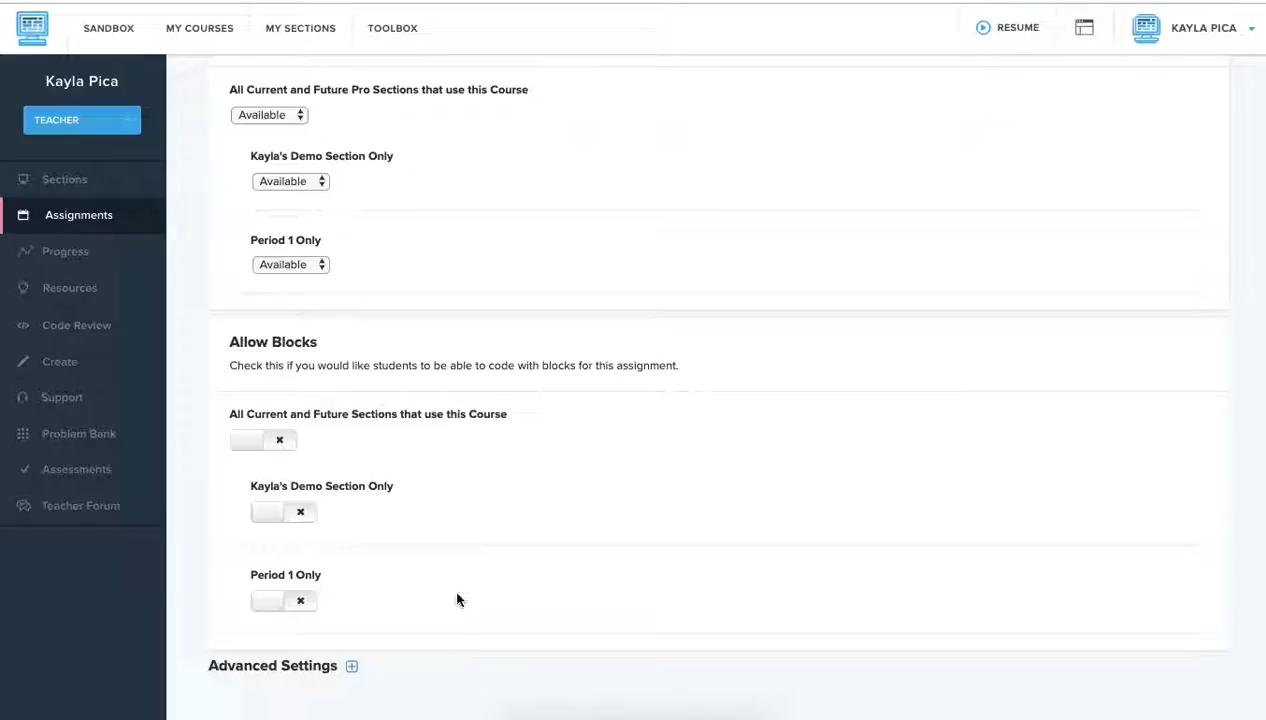 SANDBOX MY COURSES MY SECTIONS TOOLBOX RESUME KAYLA PICA
Kayla Pica
TEACHER
Sections
Assignments
Progress
Resources
Code Review
Create
Support
Problem Bank
Assessments
Teacher Forum
All Current and Future Pro Sections that use this Course
Available
Kayla's Demo Section Only
Available
Period 1 Only
Available
Allow Blocks
Check this if you would like students to be able to code with blocks for this assignment.
All Current and Future Sections that use this Course
Kayla's Demo Section Only
Period 1 Only
Advanced Settings